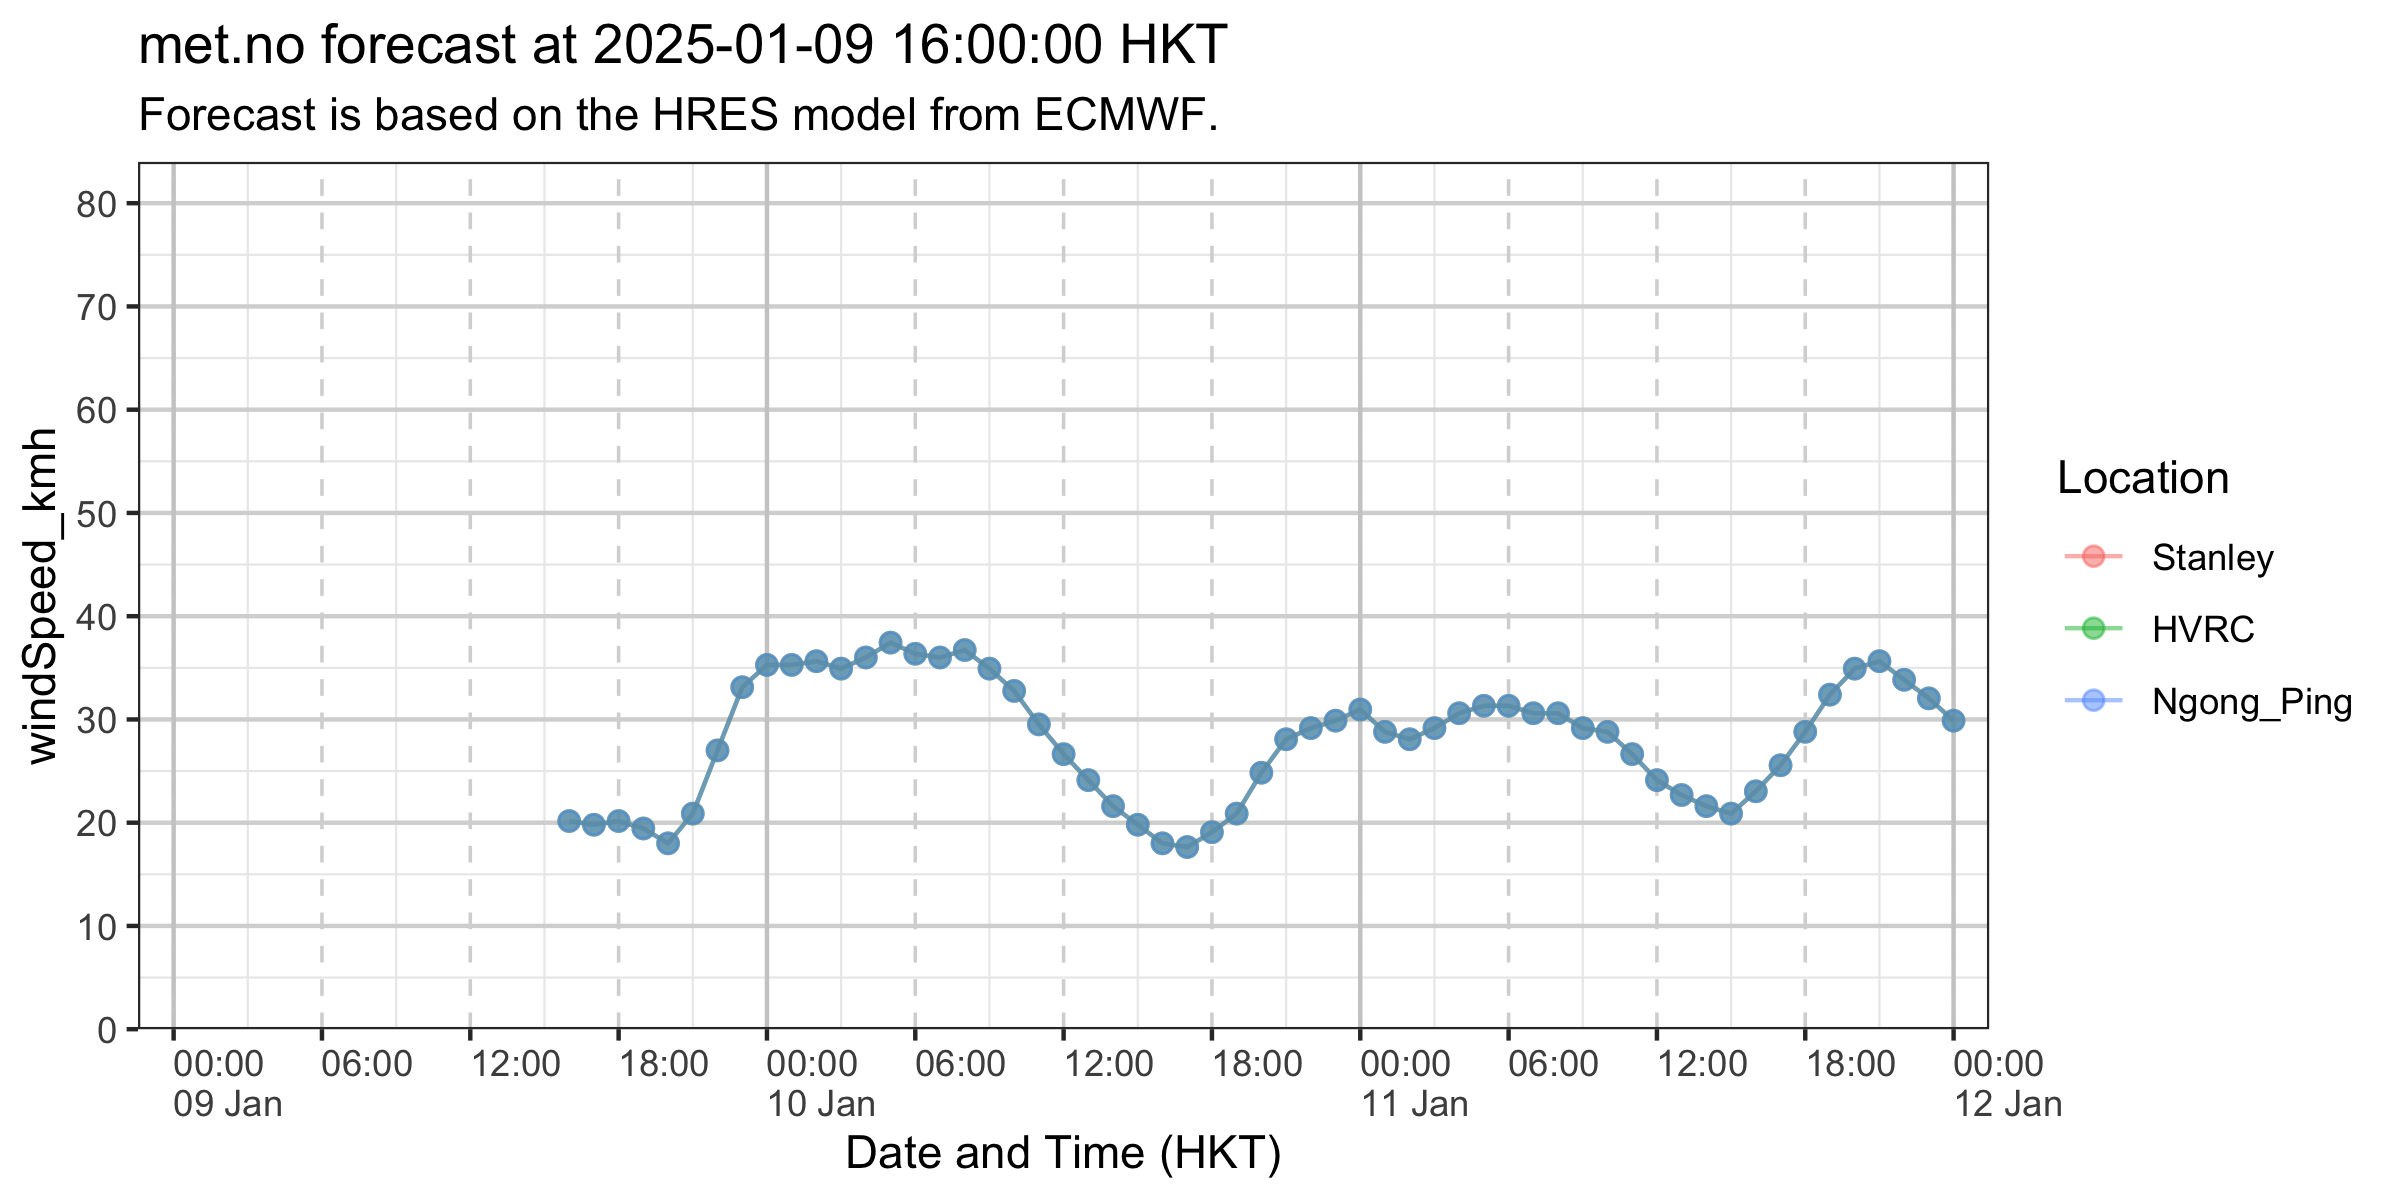 met.no forecast at 2025-01-09 16:00:00 HKT
Forecast is based on the HRES model from ECMWF.
windSpeed_kmh
80
70
60
50
40
30
20
10
0
00:00 06:00 12:00 18:00 00:00 06:00 12:00 18:00 00:00 06:00 12:00 18:00 00:00
09 Jan 10 Jan 11 Jan 12 Jan
Date and Time (HKT)
Location
Stanley
HVRC
Ngong_Ping